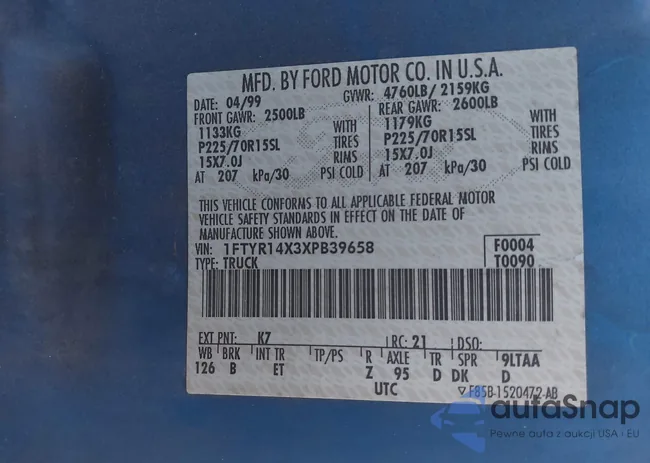 MFD. BY FORD MOTOR CO. IN U.S.A.
DATE: 04/99 GVWR: 4760LB/ 2159KG
FRONT GAWR: 2500LB REAR GAWR: 2600LB
1133KG WITH 1179KG WITH
P225/70R15SL TIRES P225/70R15SL TIRES
15X7.0J RIMS 15X7.0J RIMS
AT 207 kPa/30 PSI COLD AT 207 kPa/30 PSI COLD
THIS VEHICLE CONFORMS TO ALL APPLICABLE FEDERAL MOTOR
VEHICLE SAFETY STANDARDS IN EFFECT ON THE DATE OF
MANUFACTURE SHOWN ABOVE.
VIN: 1FTYR14X3XPB39658 F0004
TYPE: TRUCK T0090
EXT PNT: K7 RC: 21 DSO:
WB BRK INT TR TP/PS R AXLE TR SPR 9LTAA
126 B ET Z 95 D DK D
UTC ▽ F85B-1520472-AB
autaSnap
Pewne auta z aukcji USA i EU